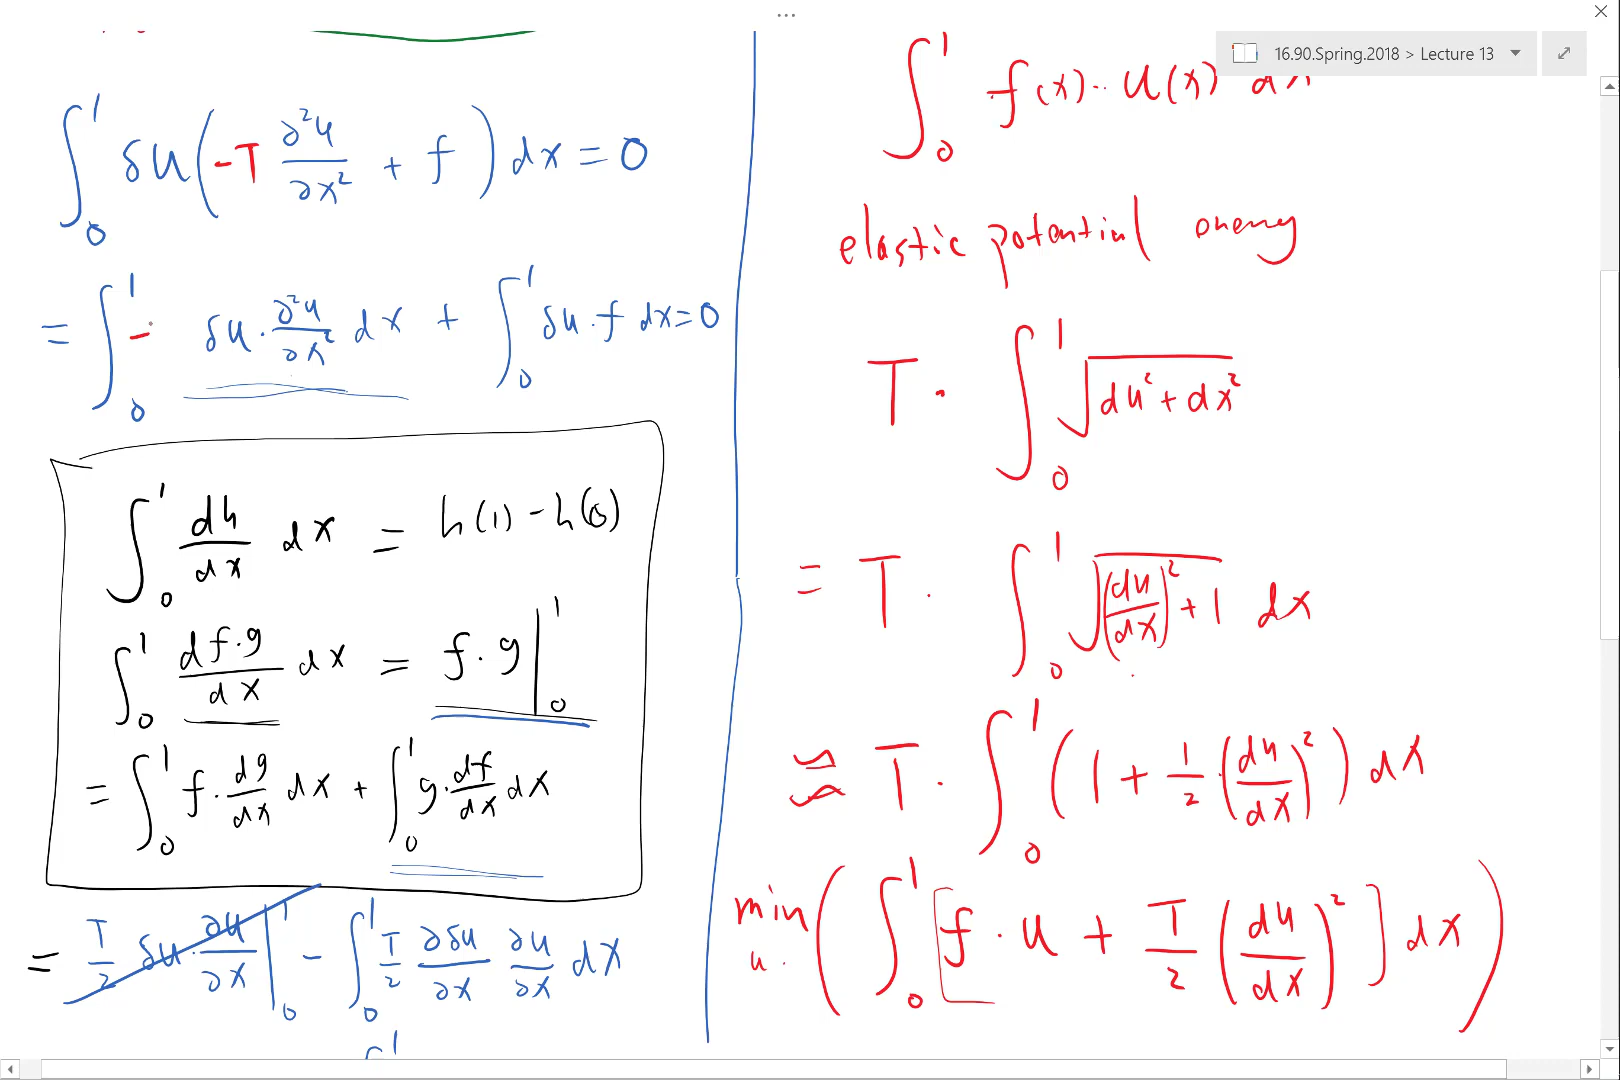 16.90.Spring.2018 > Lecture 13
∫₀¹ δu(-T ∂²u/∂x² + f) dx = 0
= ∫₀¹ - δu · ∂²u/∂x² dx + ∫₀¹ δu · f dx = 0
∫₀¹ dh/dx dx = h(1) - h(0)
∫₀¹ df·g/dx dx = f·g |₀¹
= ∫₀¹ f · dg/dx dx + ∫₀¹ g · df/dx dx
= T/2 δu · ∂u/∂x |₀¹ - ∫₀¹ T/2 ∂δu/∂x ∂u/∂x dx
∫₀¹ f(x) · u(x) dx
elastic potential energy
T · ∫₀¹ √(du² + dx²)
= T · ∫₀¹ √((du/dx)² + 1) dx
≈ T · ∫₀¹ (1 + 1/2 · (du/dx)²) dx
min u (∫₀¹ [f · u + T/2 (du/dx)²] dx)